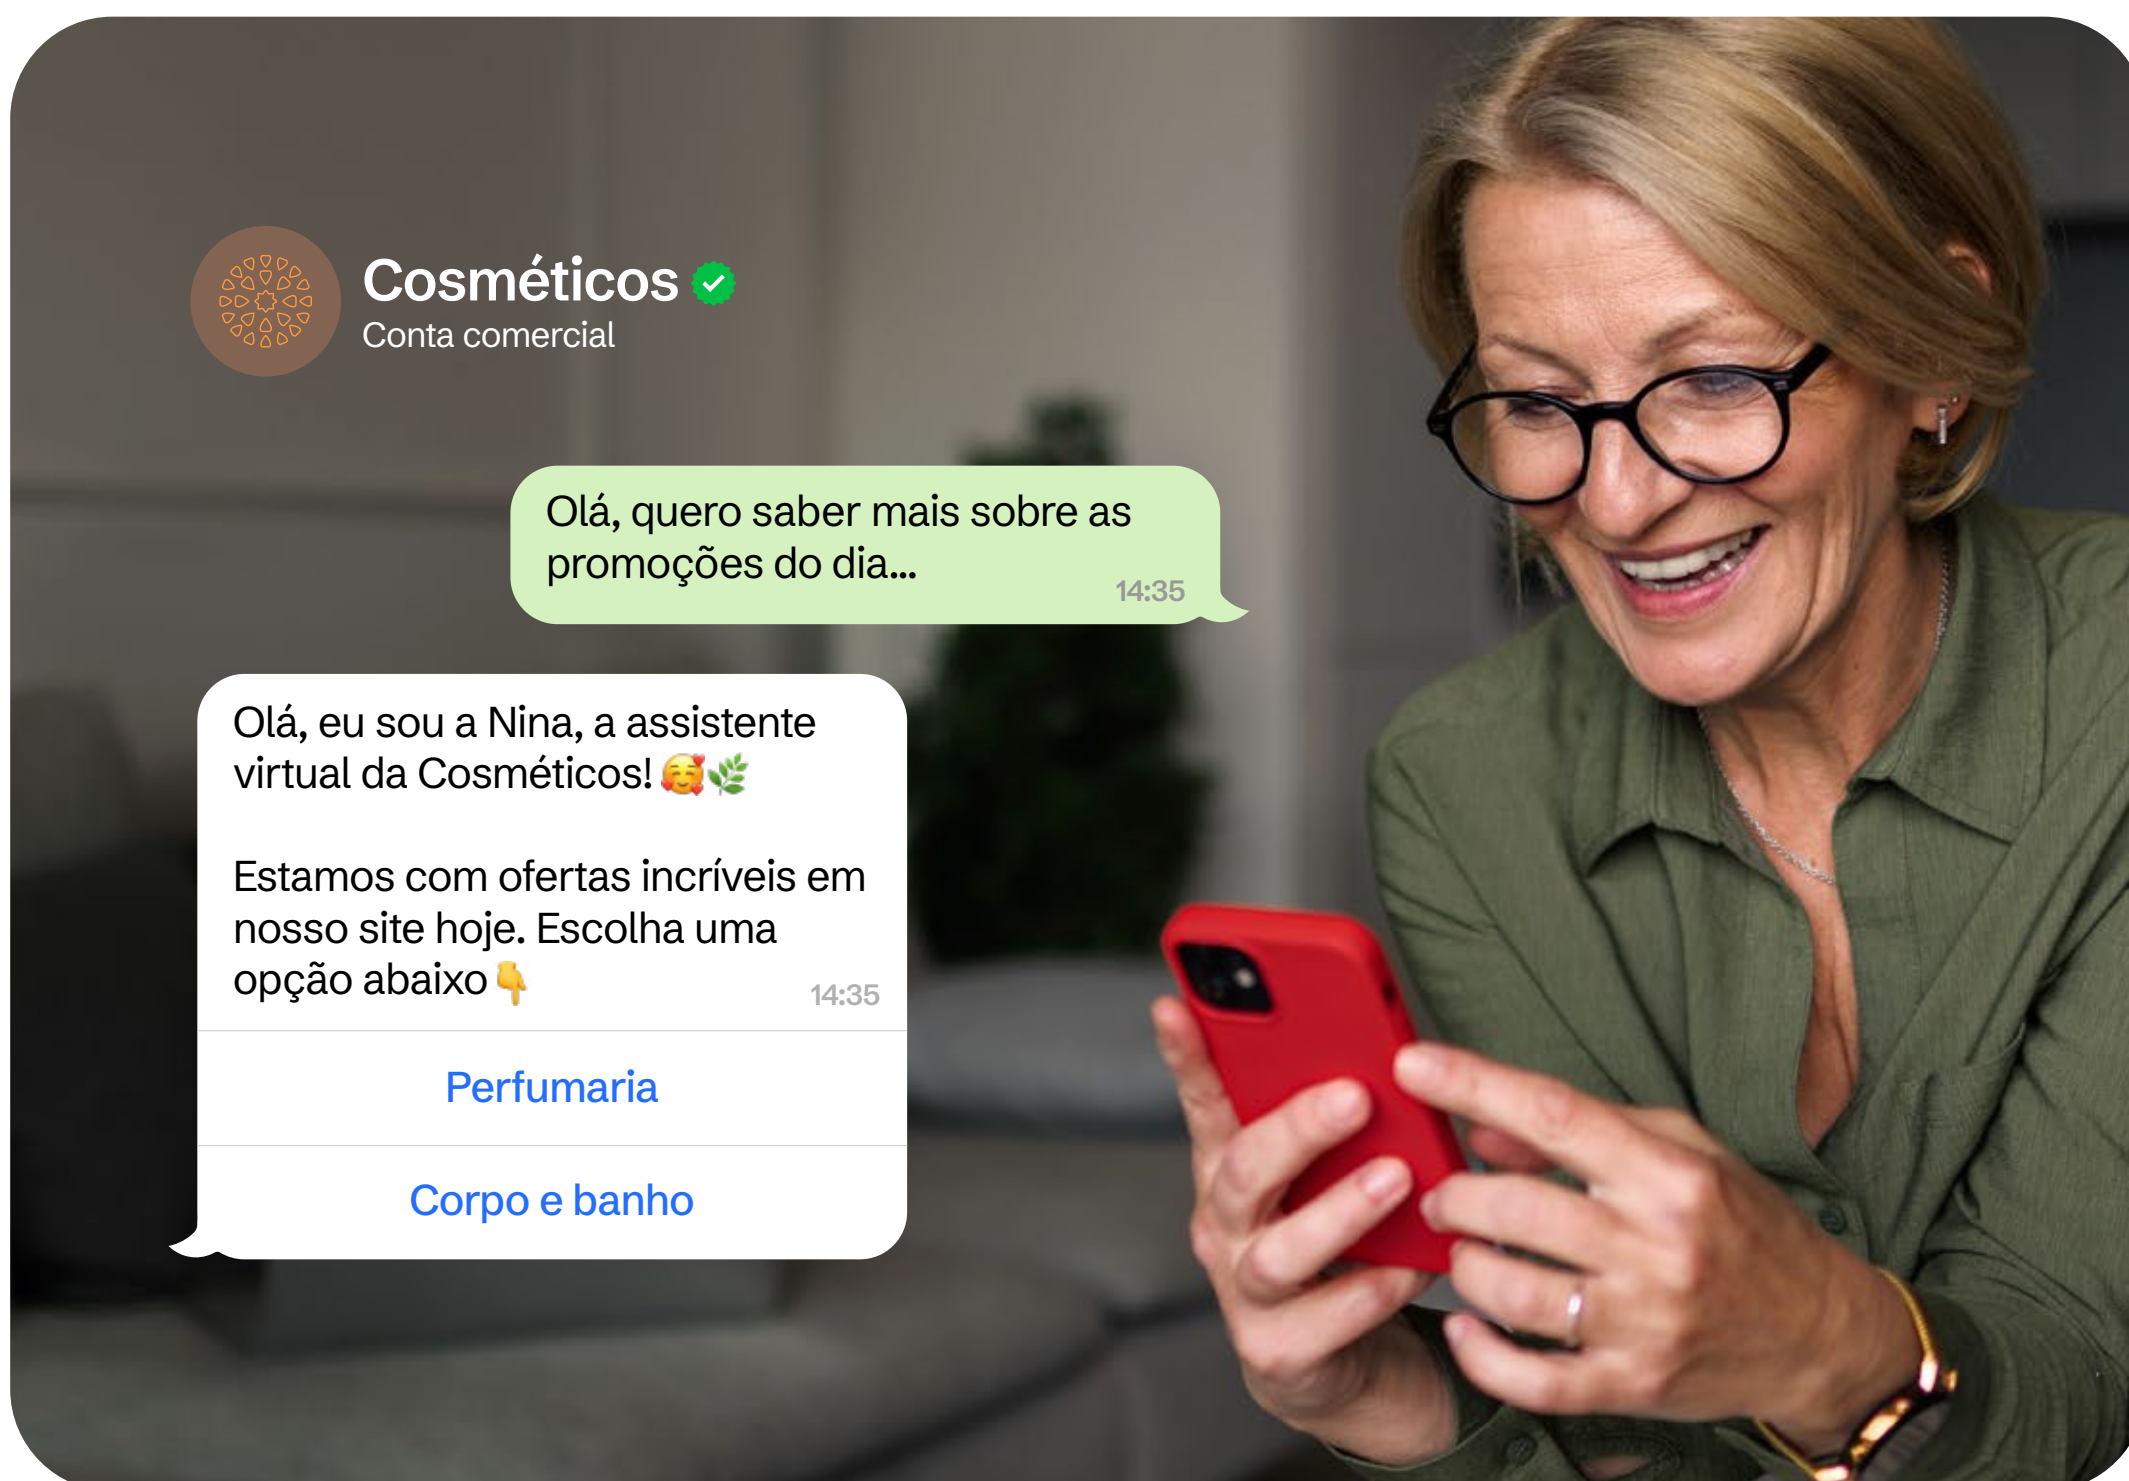 Cosméticos
Conta comercial
Olá, quero saber mais sobre as
promoções do dia...
14:35
Olá, eu sou a Nina, a assistente
virtual da Cosméticos! 🥰🌿
Estamos com ofertas incríveis em
nosso site hoje. Escolha uma
opção abaixo👇
14:35
Perfumaria
Corpo e banho